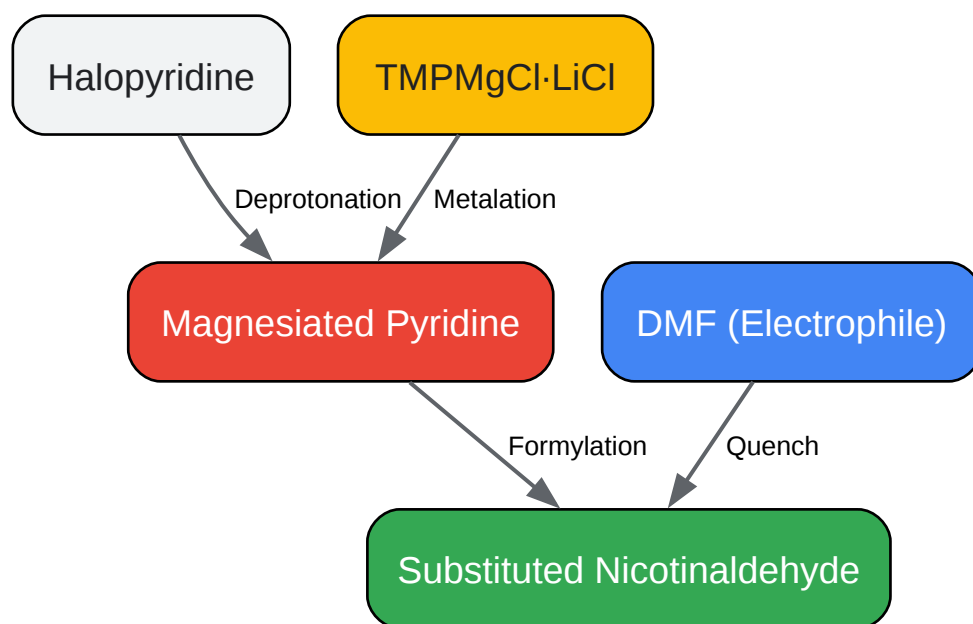 Halopyridine
TMPMgCl·LiCl
Deprotonation
Metalation
Magnesiated Pyridine
DMF (Electrophile)
Formylation
Quench
Substituted Nicotinaldehyde